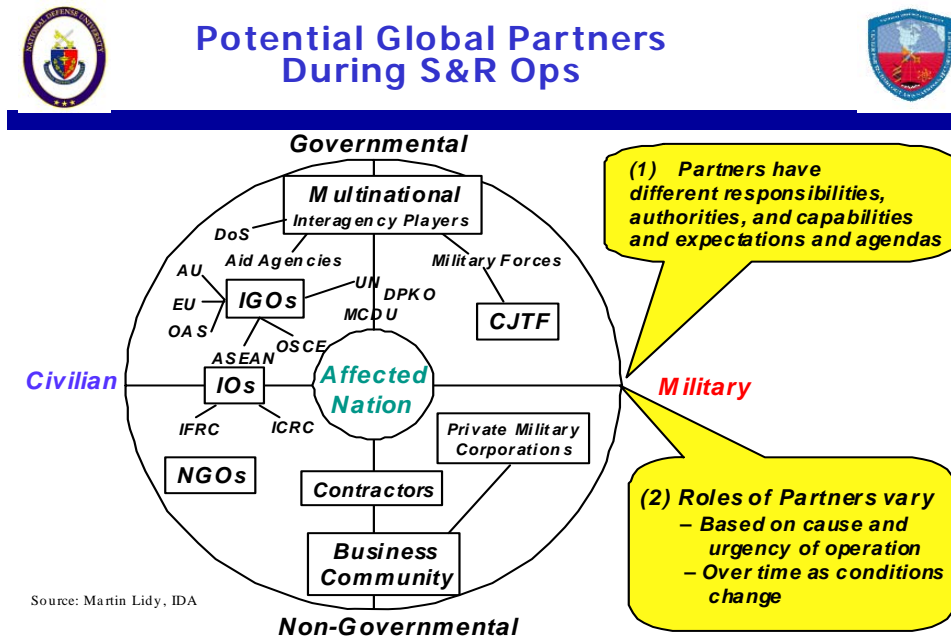 Potential Global Partners
During S&R Ops
NATIONAL DEFENSE UNIVERSITY
Governmental
Multinational
Interagency Players
DoS
Aid Agencies
Military Forces
AU
UN
IGOs
DPKO
EU
MCDU
CJTF
OAS
OSCE
ASEAN
Civilian
IOs
Affected
Nation
Military
IFRC
ICRC
Private Military
Corporations
NGOs
Contractors
Business
Community
Non-Governmental
(1) Partners have
different responsibilities,
authorities, and capabilities
and expectations and agendas
(2) Roles of Partners vary
– Based on cause and
urgency of operation
– Over time as conditions
change
Source: Martin Lidy, IDA